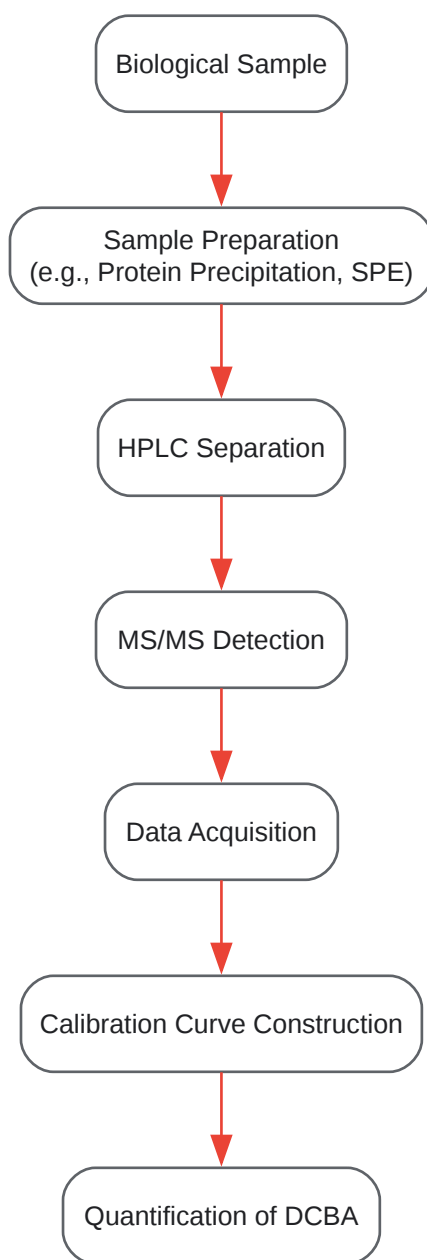 Biological Sample
Sample Preparation
(e.g., Protein Precipitation, SPE)
HPLC Separation
MS/MS Detection
Data Acquisition
Calibration Curve Construction
Quantification of DCBA